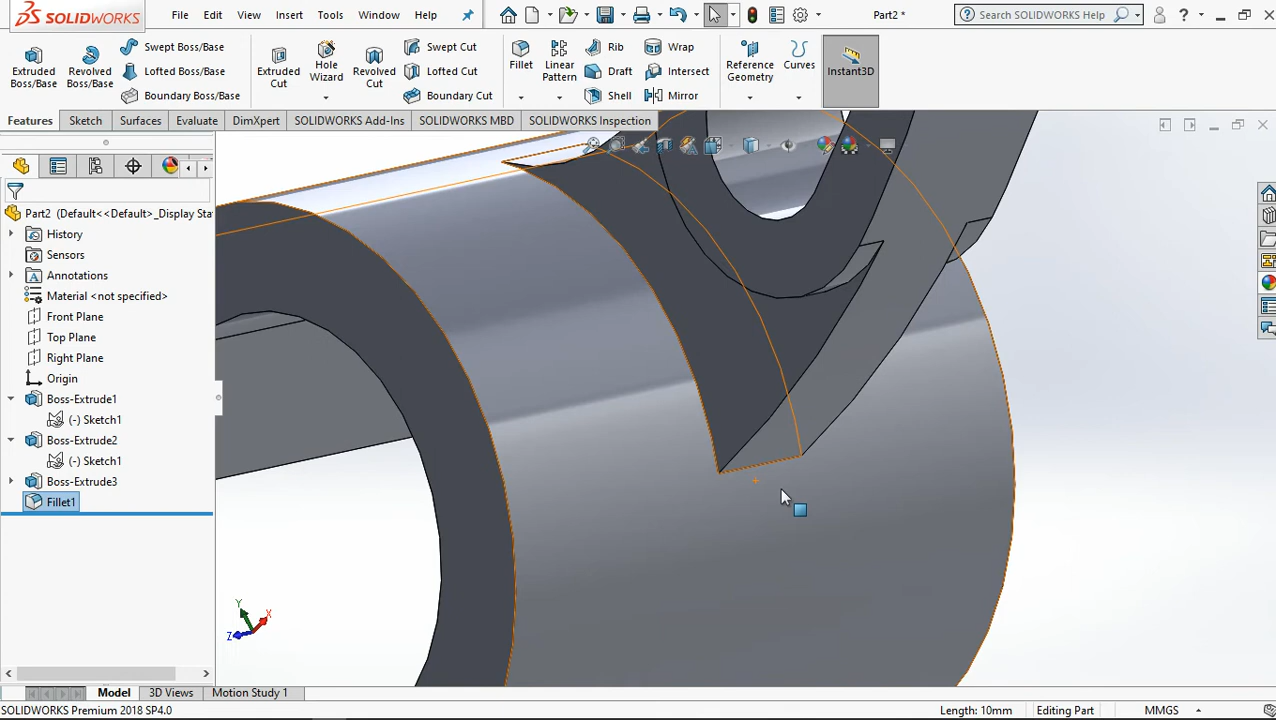 SOLIDWORKS File Edit View Insert Tools Window Help Part2 * Search SOLIDWORKS Help ?
Extruded Boss/Base
Revolved Boss/Base
Swept Boss/Base
Lofted Boss/Base
Boundary Boss/Base
Extruded Cut
Hole Wizard
Revolved Cut
Swept Cut
Lofted Cut
Boundary Cut
Fillet
Linear Pattern
Rib
Draft
Shell
Wrap
Intersect
Mirror
Reference Geometry
Curves
Instant3D
Features Sketch Surfaces Evaluate DimXpert SOLIDWORKS Add-Ins SOLIDWORKS MBD SOLIDWORKS Inspection
Part2 (Default<<Default>_Display Sta
History
Sensors
Annotations
Material <not specified>
Front Plane
Top Plane
Right Plane
Origin
Boss-Extrude1
(-) Sketch1
Boss-Extrude2
(-) Sketch1
Boss-Extrude3
Fillet1
Y
X
Z
Model 3D Views Motion Study 1
SOLIDWORKS Premium 2018 SP4.0 Length: 10mm Editing Part MMGS